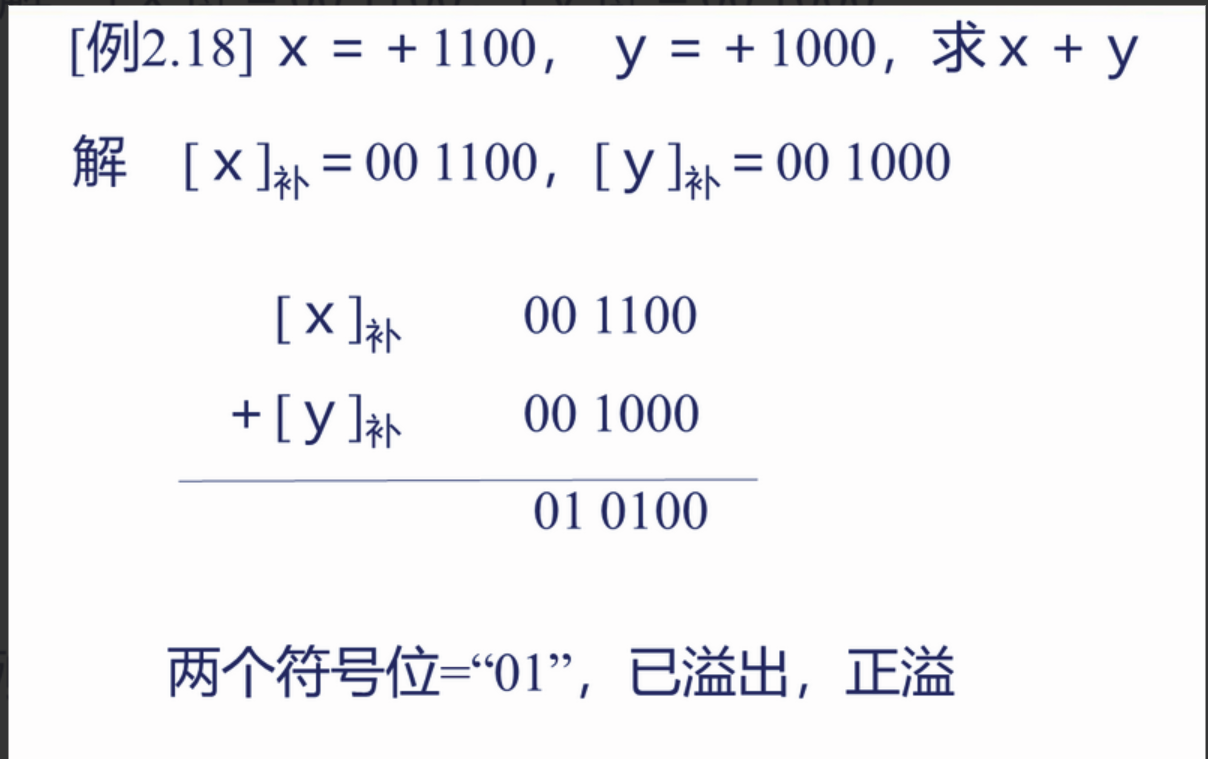 [例2.18] x = + 1100， y = + 1000，求 x + y
解 [ x ]补 = 00 1100，[ y ]补 = 00 1000
[ x ]补 00 1100
+ [ y ]补 00 1000
01 0100
两个符号位=“01”，已溢出，正溢